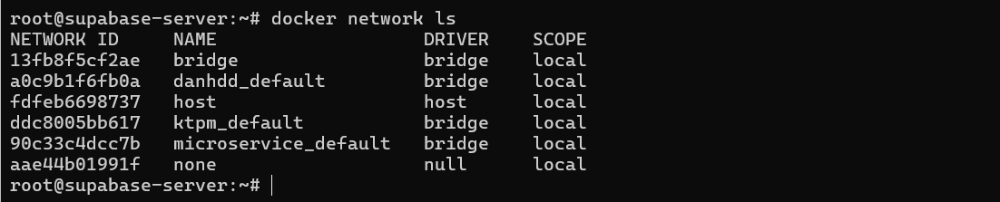 root@supabase-server:~# docker network ls
NETWORK ID     NAME                   DRIVER    SCOPE
13fb8f5cf2ae   bridge                 bridge    local
a0c9b1f6fb0a   danhdd_default         bridge    local
fdfeb6698737   host                   host      local
ddc8005bb617   ktpm_default           bridge    local
90c33c4dcc7b   microservice_default   bridge    local
aae44b01991f   none                   null      local
root@supabase-server:~#